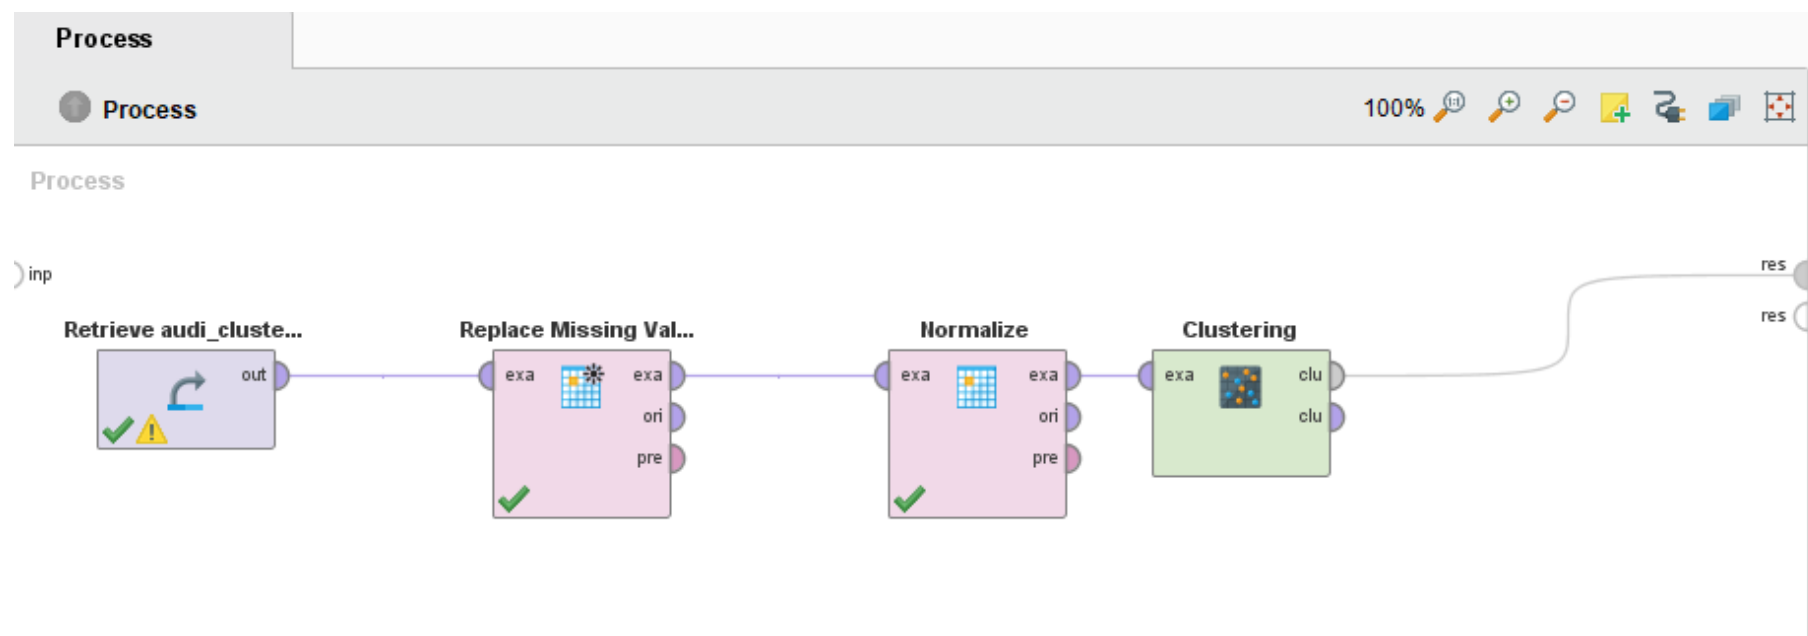 Process
Process
100%
Process
inp
res
res
Retrieve audi_cluste...
out
Replace Missing Val...
exa
exa
ori
pre
Normalize
exa
exa
ori
pre
Clustering
exa
clu
clu